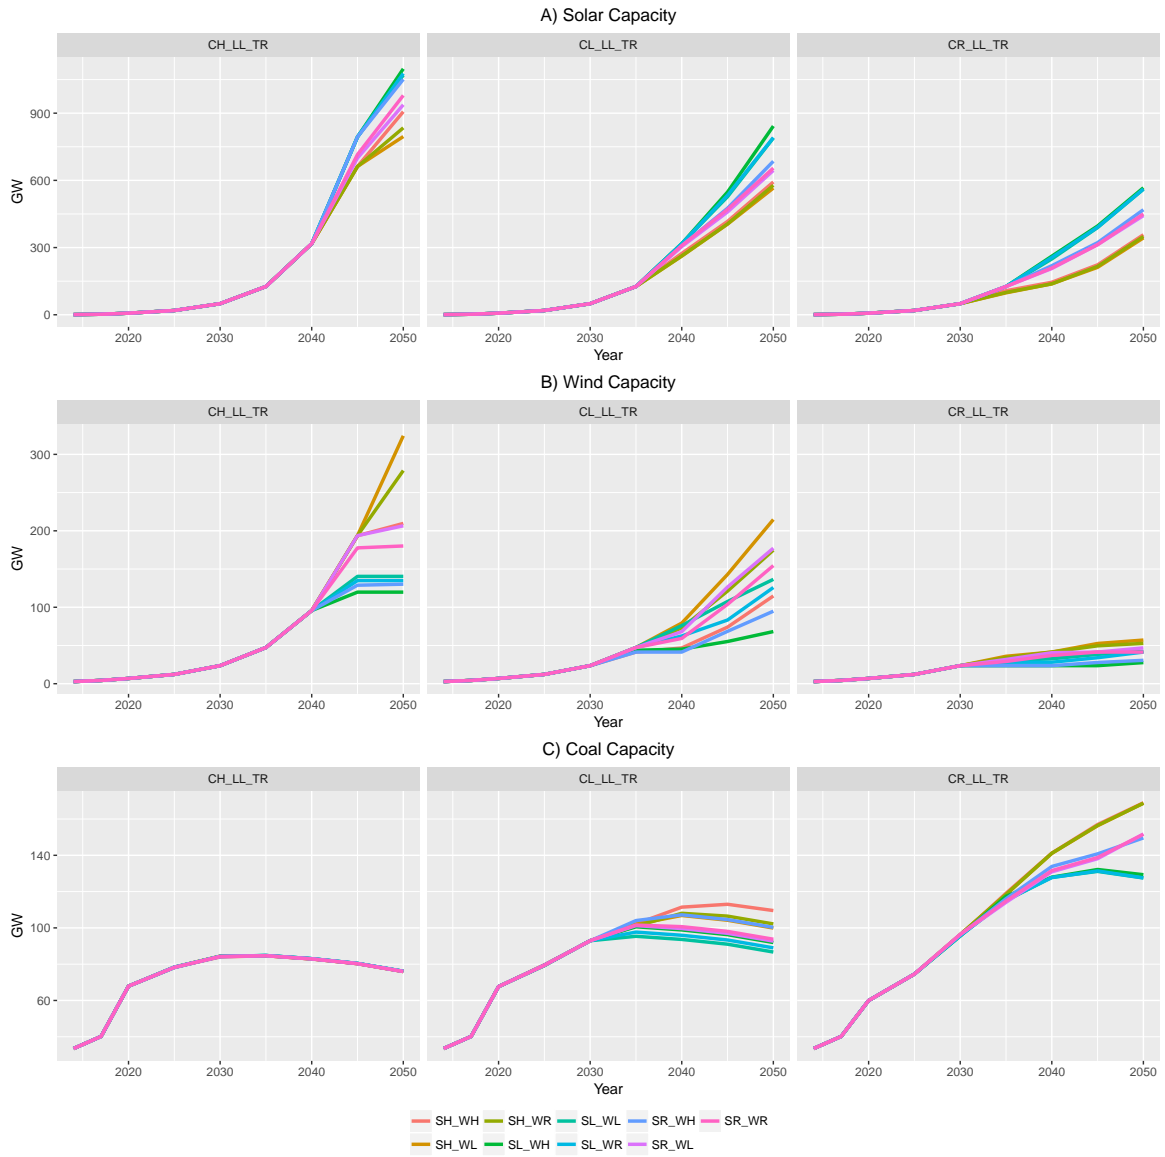 A) Solar Capacity
CH_LL_TR CL_LL_TR CR_LL_TR
900
600
300
0
GW
2020 2030 2040 2050 2020 2030 2040 2050 2020 2030 2040 2050
Year
B) Wind Capacity
CH_LL_TR CL_LL_TR CR_LL_TR
300
200
100
0
GW
2020 2030 2040 2050 2020 2030 2040 2050 2020 2030 2040 2050
Year
C) Coal Capacity
CH_LL_TR CL_LL_TR CR_LL_TR
140
100
60
GW
2020 2030 2040 2050 2020 2030 2040 2050 2020 2030 2040 2050
Year
SH_WH SH_WR SL_WL SR_WH SR_WR
SH_WL SL_WH SL_WR SR_WL